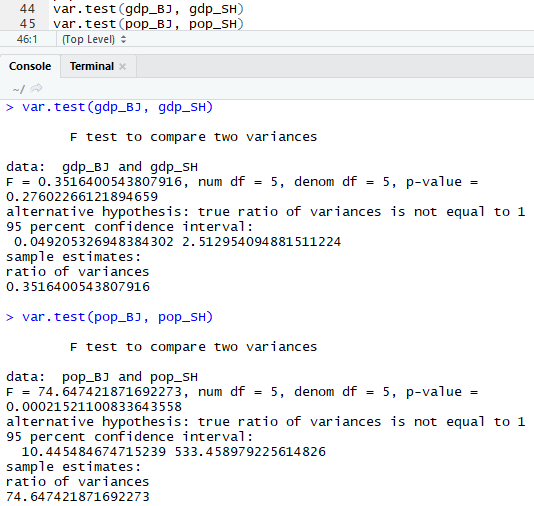 44 var.test(gdp_BJ, gdp_SH)
45 var.test(pop_BJ, pop_SH)
46:1 (Top Level)
Console Terminal
~/
> var.test(gdp_BJ, gdp_SH)
F test to compare two variances
data: gdp_BJ and gdp_SH
F = 0.3516400543807916, num df = 5, denom df = 5, p-value =
0.27602266121894659
alternative hypothesis: true ratio of variances is not equal to 1
95 percent confidence interval:
0.049205326948384302 2.512954094881511224
sample estimates:
ratio of variances
0.3516400543807916
> var.test(pop_BJ, pop_SH)
F test to compare two variances
data: pop_BJ and pop_SH
F = 74.647421871692273, num df = 5, denom df = 5, p-value =
0.00021521100833643558
alternative hypothesis: true ratio of variances is not equal to 1
95 percent confidence interval:
10.445484674715239 533.458979225614826
sample estimates:
ratio of variances
74.647421871692273